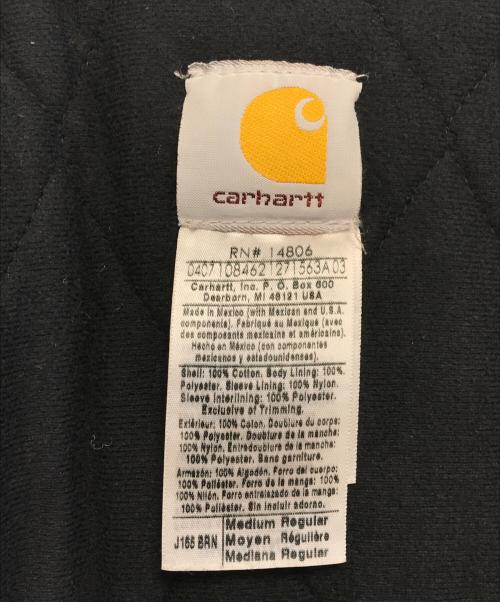 carhartt
RN# 14806
0407108462 1271563A03
Carhartt, Inc. P. O. Box 600
Dearborn, MI 48121 USA
Made in Mexico (with Mexican and U.S.A.
components). Fabriqué au Mexique (avec
des composants mexicains et américains).
Hecho en México (con componentes
mexicanos y estadounidenses).
Shell: 100% Cotton. Body Lining: 100%
Polyester. Sleeve Lining: 100% Nylon.
Sleeve Interlining: 100% Polyester.
Exclusive of Trimming.
Extérieur: 100% Coton. Doublure du corps:
100% Polyester. Doublure de la manche:
100% Nylon. Entredoublure de la manche:
100% Polyester. Sans garniture.
Armazón: 100% Algodón. Forro del cuerpo:
100% Poliéster. Forro de la manga: 100%
100% Nilón. Forro entrelazado de la manga:
100% Poliéster. Sin incluir adorno.
J166 BRN
Medium Regular
Moyen Régulière
Mediana Regular